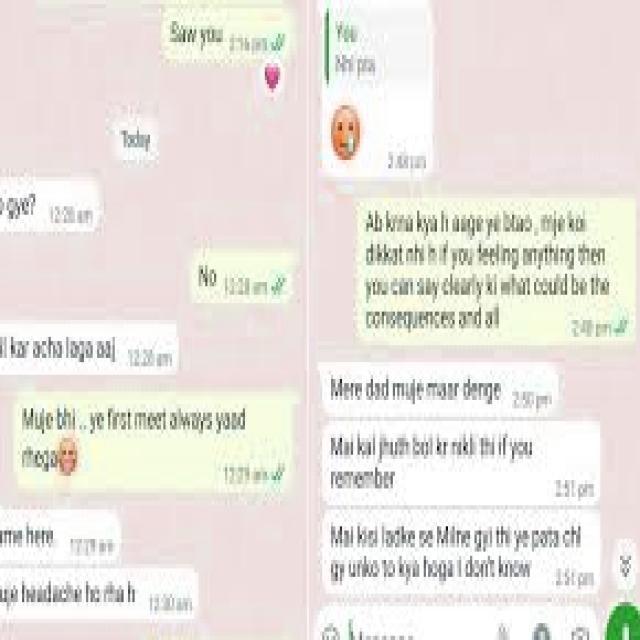 Saw you 2:16 pm
Today
gye? 12:28 am
No 12:28 am
kar acha laga aaj 12:28 am
Muje bhi .. ye first meet always yaad
rhega 12:29 am
me here. 12:29 am
headache ho rha h 12:30 am
You
Nhi pta
2:48 pm
Ab krna kya h aage ye btao , mje koi
dikkat nhi h if you feeling anything then
you can say clearly ki what could be the
consequences and all
2:49 pm
Mere dad muje maar denge 2:50 pm
Mai kal jhuth bol kr nikli thi if you
remember 2:51 pm
Mai kisi ladke se Milne gyi thi ye pata chl
gy unko to kya hoga I don't know 2:51 pm